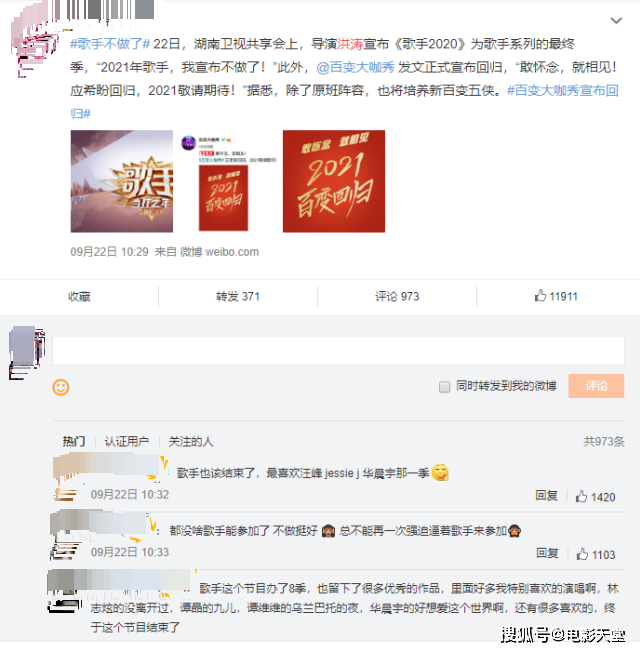 #歌手不做了# 22日，湖南卫视共享会上，导演洪涛宣布《歌手2020》为歌手系列的最终
季，“2021年歌手，我宣布不做了！”此外，@百变大咖秀 发文正式宣布回归，“敢怀念，就相见！
应希盼回归，2021敬请期待！”据悉，除了原班阵容，也将培养新百变五侠。#百变大咖秀宣布回
归#
歌手
当打之年
敢怀念 就相见
2021
百变回归
敢怀念 就相见
2021
百变回归
09月22日 10:29 来自 微博 weibo.com
收藏
转发 371
评论 973
11911
同时转发到我的微博
评论
热门
认证用户
关注的人
共973条
歌手也该结束了，最喜欢汪峰 jessie j 华晨宇那一季
09月22日 10:32
回复
1420
：都没啥歌手能参加了 不做挺好 总不能再一次强迫逼着歌手来参加
09月22日 10:33
回复
1103
歌手这个节目办了8季，也留下了很多优秀的作品，里面好多我特别喜欢的演唱啊，林
志炫的没离开过，谭晶的九儿，谭维维的乌兰巴托的夜，华晨宇的好想爱这个世界啊，还有很多喜欢的，终
于这个节目结束了
搜狐号@电影天堂